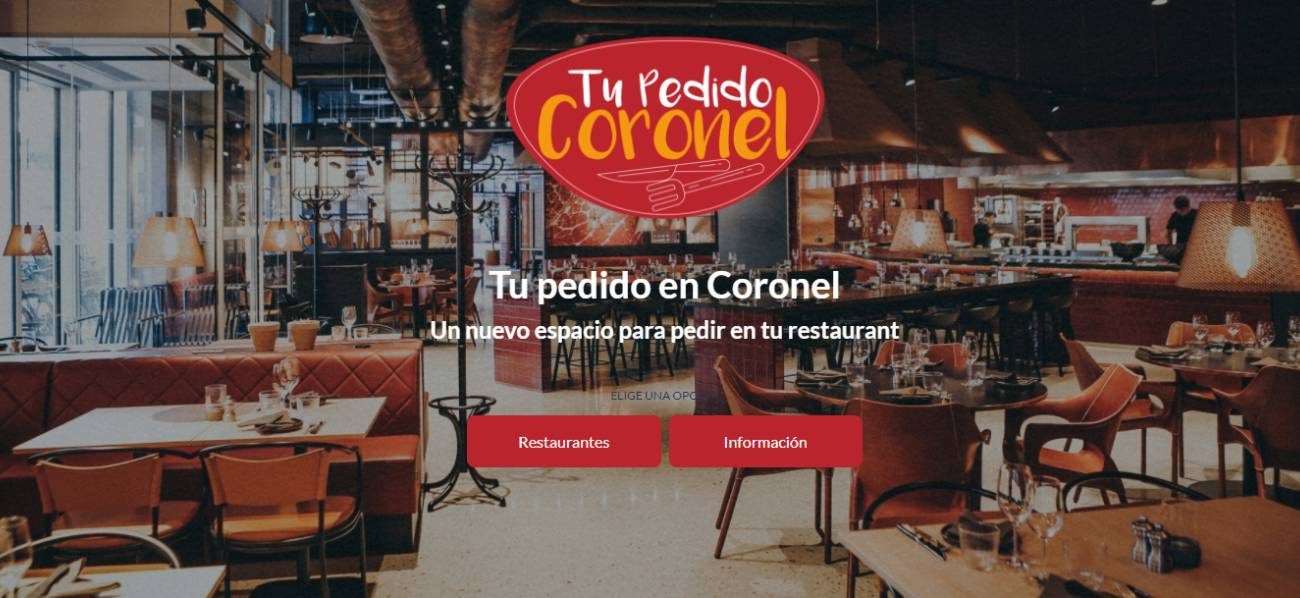 Tu Pedido
Coronel
Tu pedido en Coronel
Un nuevo espacio para pedir en tu restaurant
ELIGE UNA OPC
Restaurantes
Información